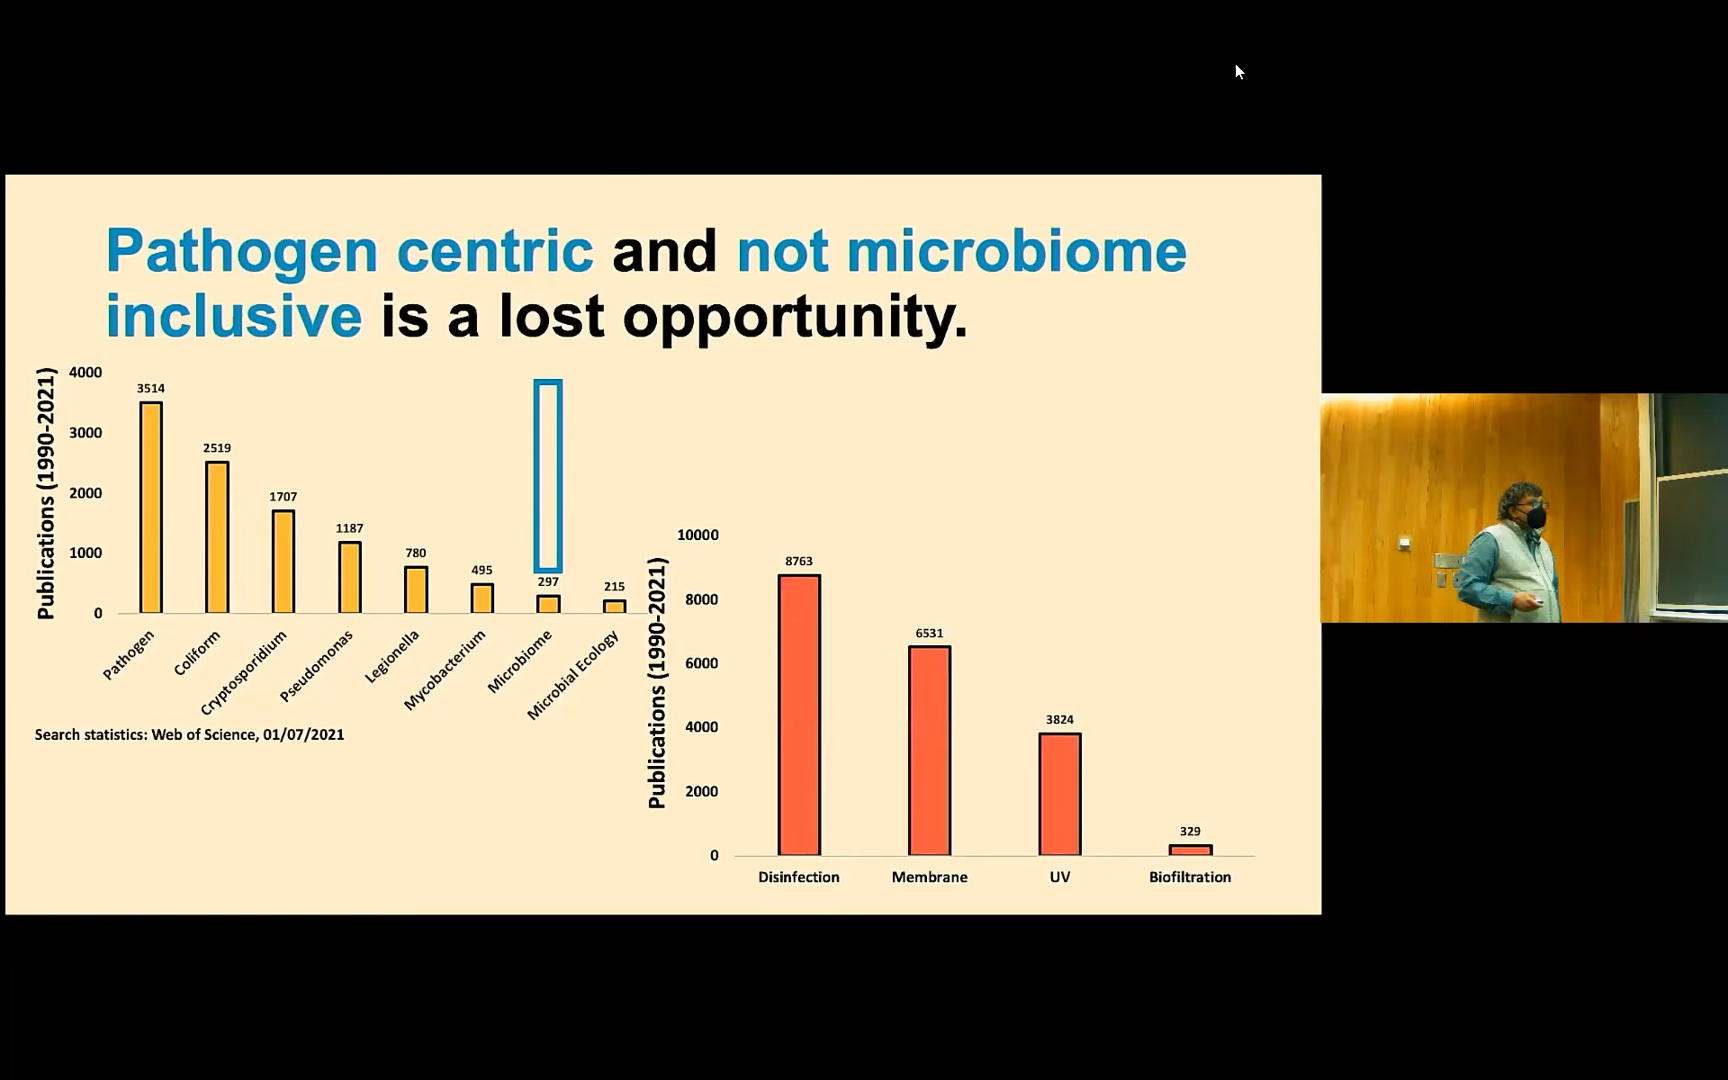 Pathogen centric and not microbiome
inclusive is a lost opportunity.
Publications (1990-2021)
4000
3000
2000
1000
0
3514
2519
1707
1187
780
495
297
215
Pathogen
Coliform
Cryptosporidium
Pseudomonas
Legionella
Mycobacterium
Microbiome
Microbial Ecology
Search statistics: Web of Science, 01/07/2021
Publications (1990-2021)
10000
8000
6000
4000
2000
0
8763
6531
3824
329
Disinfection
Membrane
UV
Biofiltration